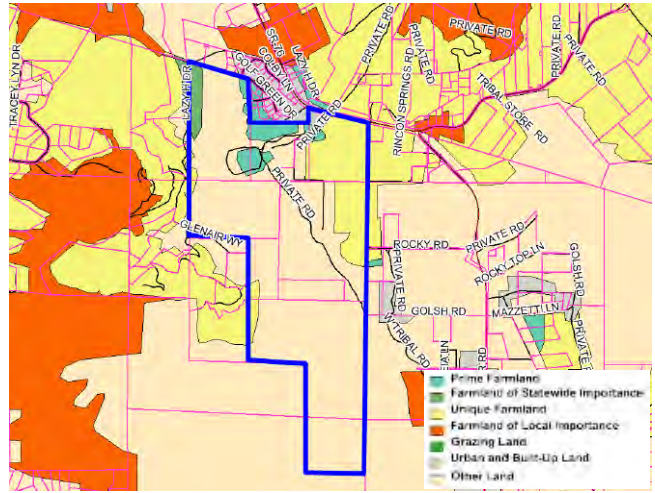 PRIVATE RD
PRIVATE RD
PRIVATE RD
PRIVATE RD
PRIVATE RD
SR-76
COLBY LN
LAZY H DR
GOLF GREEN DR
TRACEY LYN DR
LAZY H DR
RINCON SPRINGS RD
TRIBAL STORE RD
PRIVATE RD
PRIVATE RD
GLENAIR WY
ROCKY RD
PRIVATE RD
ROCKY TOP LN
GOLSH RD
PRIVATE RD
GOLSH RD
MAZZETTI LN
W TRIBAL RD
Prime Farmland
Farmland of Statewide Importance
Unique Farmland
Farmland of Local Importance
Grazing Land
Urban and Built-Up Land
Other Land